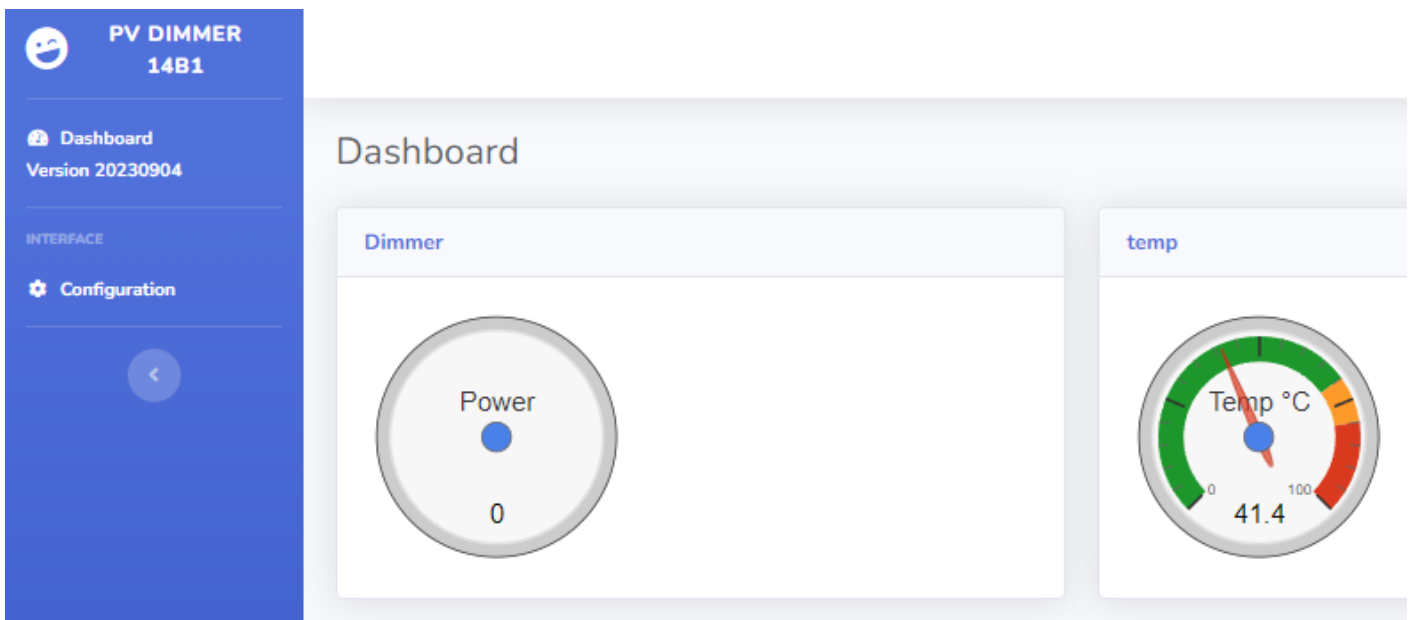 PV DIMMER
14B1
Dashboard
Version 20230904
INTERFACE
Configuration
Dashboard
Dimmer
Power
0
temp
Temp °C
0
100
41.4